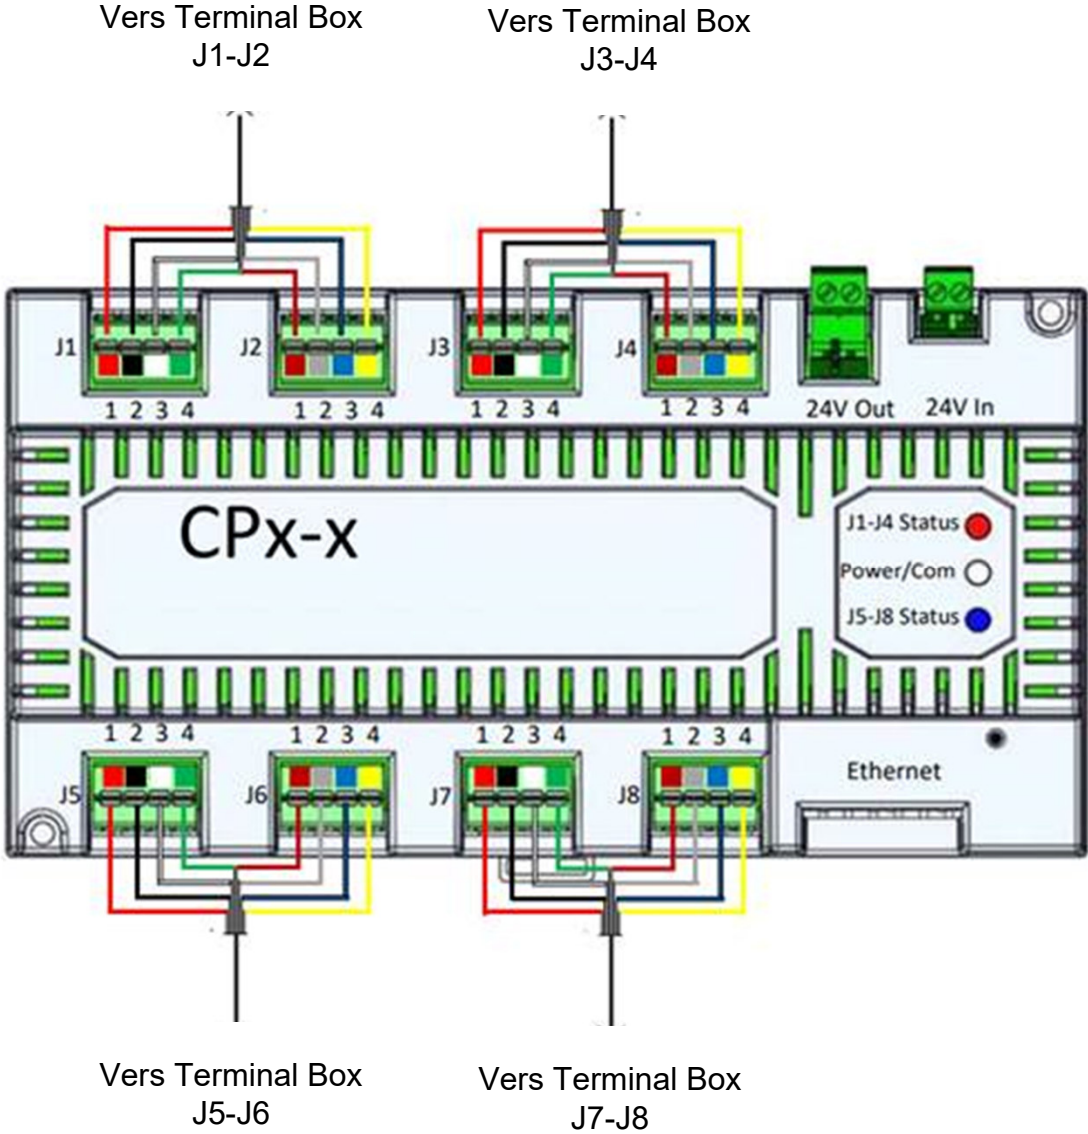 Vers Terminal Box
J1-J2
Vers Terminal Box
J3-J4
J1
J2
J3
J4
1 2 3 4
1 2 3 4
1 2 3 4
1 2 3 4
24V Out
24V In
CPx-x
J1-J4 Status
Power/Com
J5-J8 Status
1 2 3 4
1 2 3 4
1 2 3 4
1 2 3 4
J5
J6
J7
J8
Ethernet
Vers Terminal Box
J5-J6
Vers Terminal Box
J7-J8